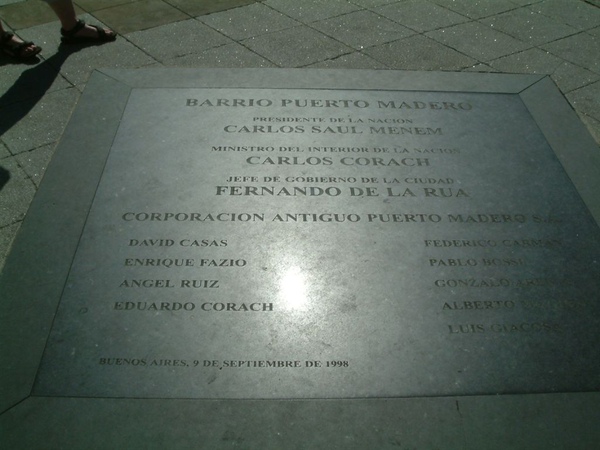 BARRIO PUERTO MADERO
PRESIDENTE DE LA NACION
CARLOS SAUL MENEM
MINISTRO DEL INTERIOR DE LA NACION
CARLOS CORACH
JEFE DE GOBIERNO DE LA CIUDAD
FERNANDO DE LA RUA
CORPORACION ANTIGUO PUERTO MADERO
DAVID CASAS FEDERICO
ENRIQUE FAZIO PABLO
ANGEL RUIZ GONZALO
EDUARDO CORACH ALBERTO
LUIS
BUENOS AIRES, 9 DE SEPTIEMBRE DE 1998